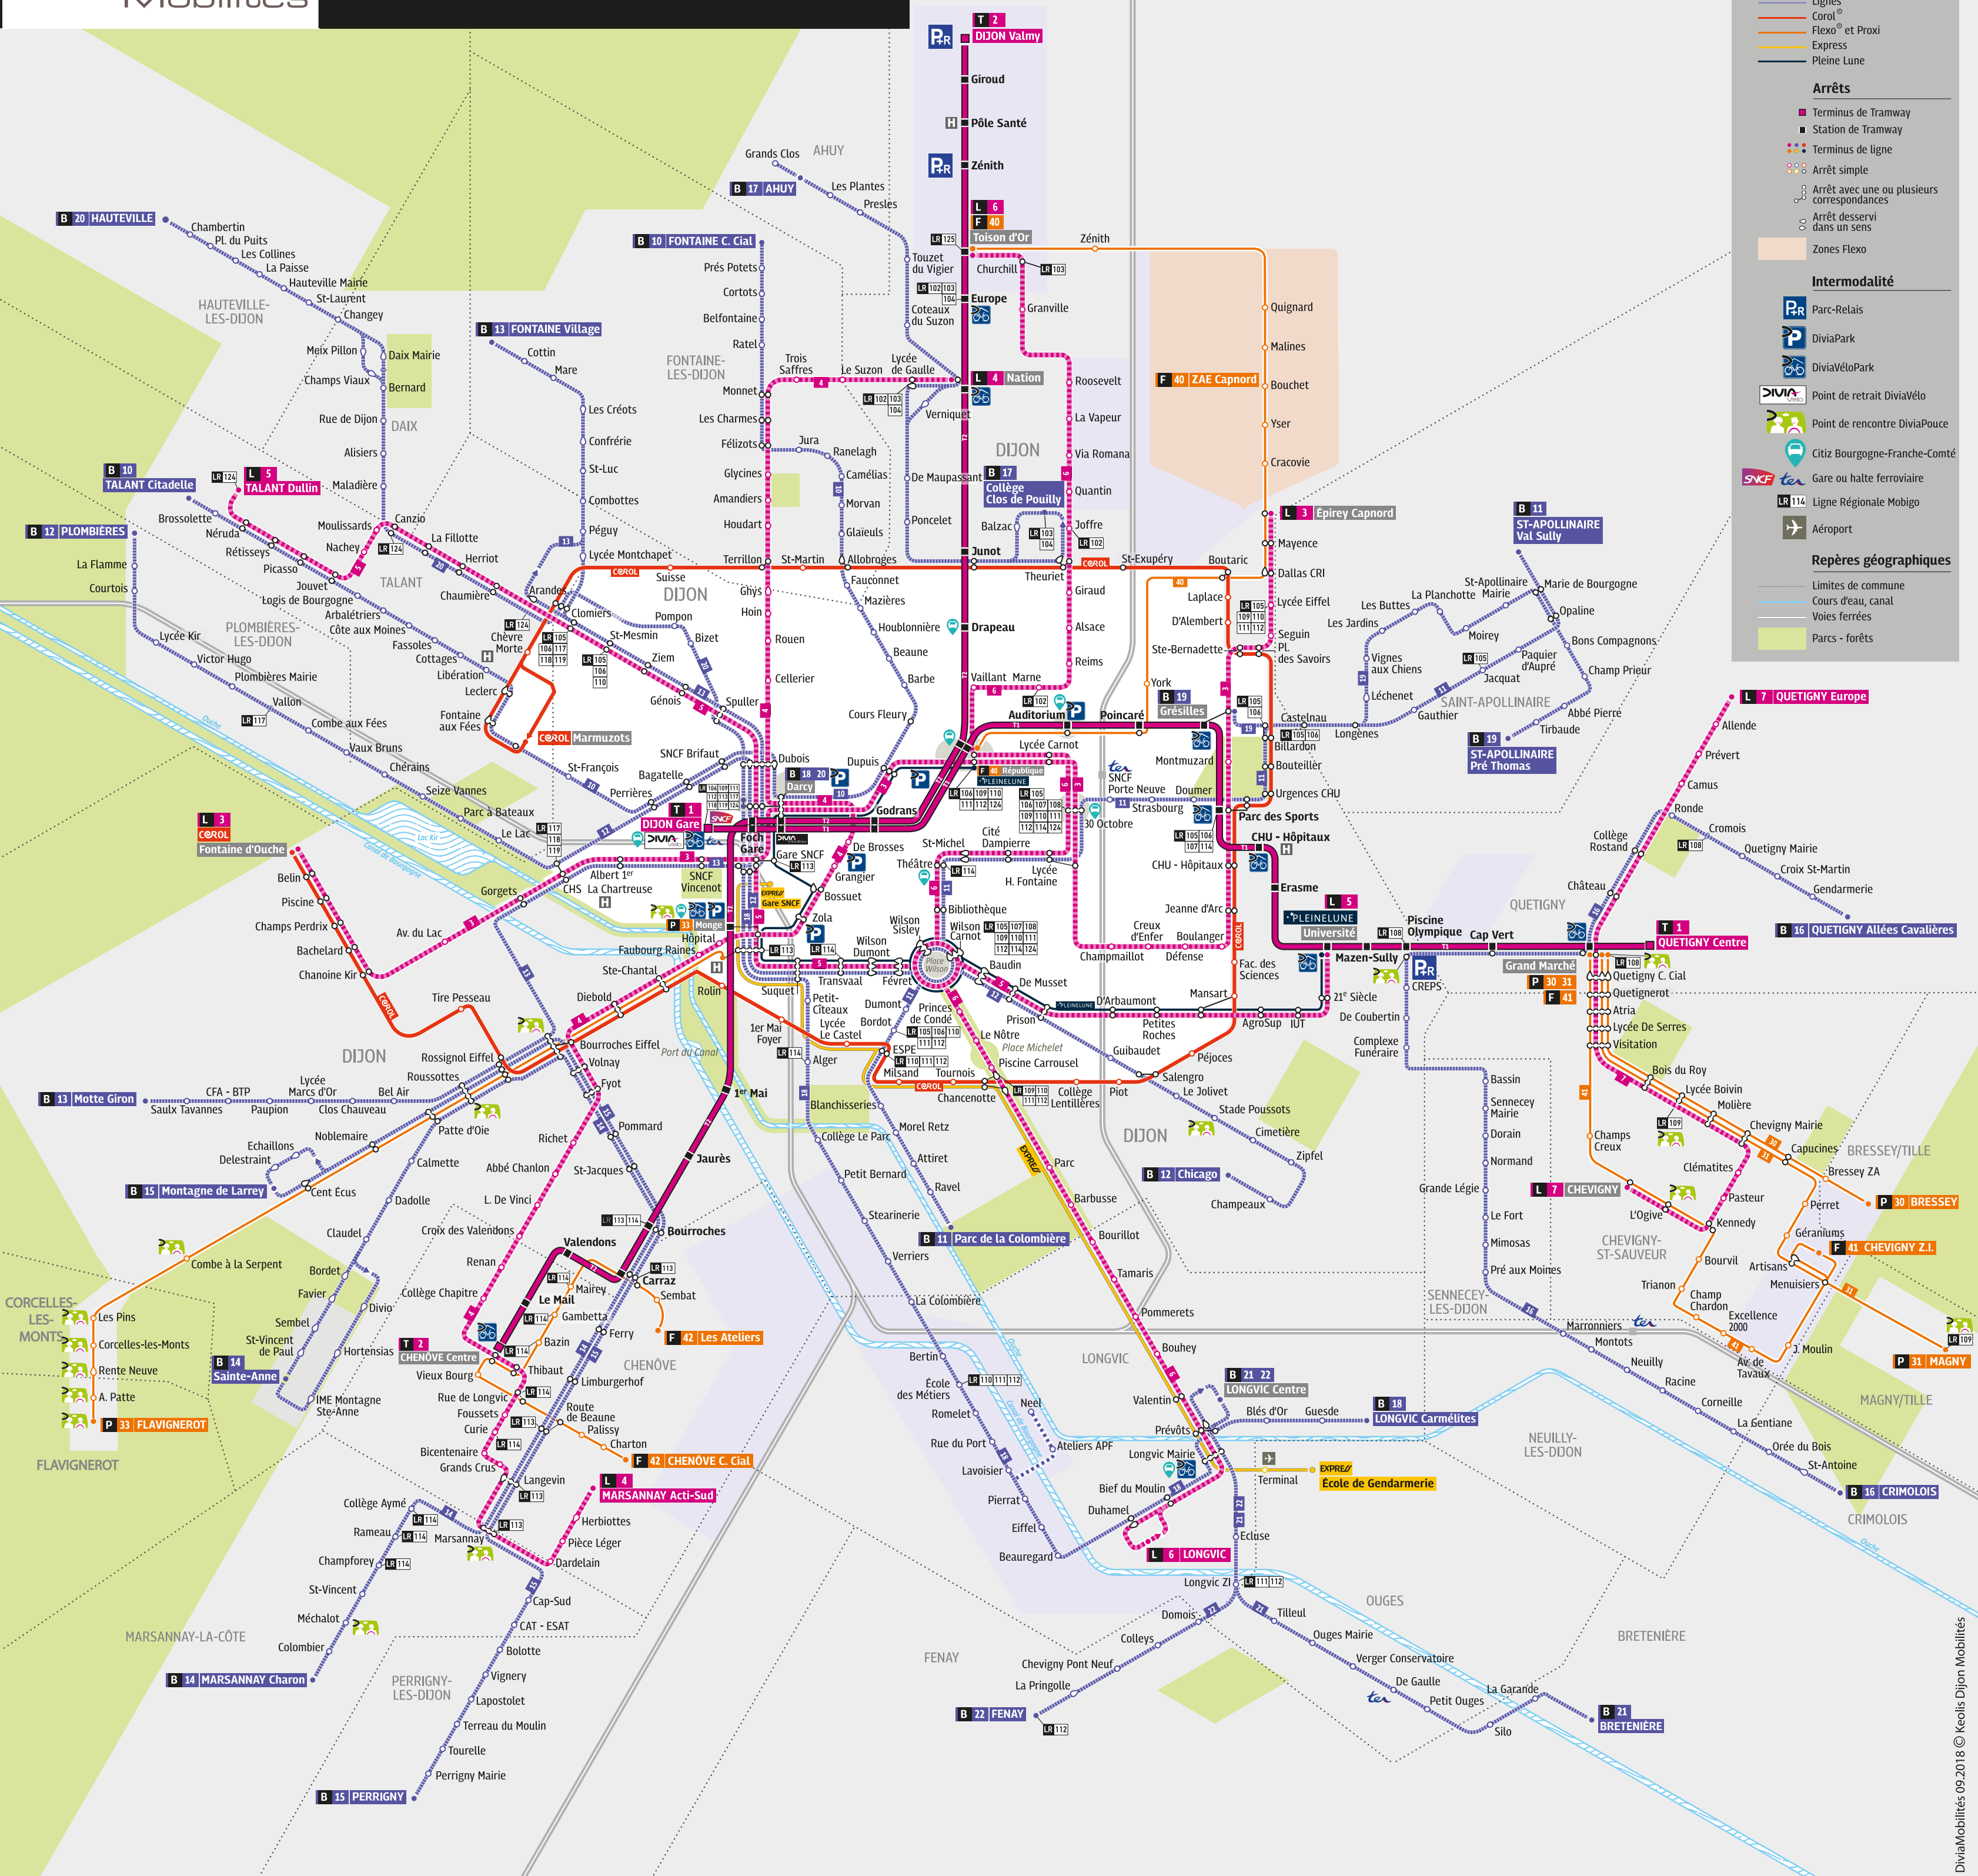 Mobilités
Lignes
Corol
Flexo et Proxi
Express
Pleine Lune
Arrêts
Terminus de Tramway
Station de Tramway
Terminus de ligne
Arrêt simple
Arrêt avec une ou plusieurs
correspondances
Arrêt desservi
dans un sens
Zones Flexo
Intermodalité
P+R Parc-Relais
DiviaPark
DiviaVéloPark
Point de retrait DiviaVélo
Point de rencontre DiviaPouce
Citiz Bourgogne-Franche-Comté
SNCF ter Gare ou halte ferroviaire
LR 114 Ligne Régionale Mobigo
Aéroport
Repères géographiques
Limites de commune
Cours d'eau, canal
Voies ferrées
Parcs - forêts
T 2
DIJON Valmy
Giroud
Pôle Santé
Zénith
L 6
F 40
Toison d'Or
Europe
L 4 Nation
Junot
Drapeau
Auditorium
Poincaré
Godrans
T 1
DIJON Gare
Foch
Gare
Parc des Sports
CHU - Hôpitaux
Erasme
L 5
PLEINELUNE
Université
Mazen-Sully
Piscine
Olympique
Cap Vert
Grand Marché
T 1
QUETIGNY Centre
Grands Clos
AHUY
B 17 AHUY
Les Plantes
Presles
Touzet
du Vigier
Coteaux
du Suzon
Verniquet
De Maupassant
Poncelet
B 17
Collège
Clos de Pouilly
Balzac
B 20 HAUTEVILLE
Chambertin
Pl. du Puits
Les Collines
La Paisse
Hauteville Mairie
St-Laurent
Changey
HAUTEVILLE-
LES-DIJON
Meix Pillon
Champs Viaux
Daix Mairie
Bernard
Rue de Dijon
DAIX
Alisiers
Maladière
B 10 FONTAINE C. Cial
Prés Potets
Cortots
Belfontaine
Ratel
Monnet
Les Charmes
Félizots
Jura
Ranelagh
Camélias
Morvan
Glaïeuls
Allobroges
Fauconnet
Mazières
Houblonnière
Beaune
Barbe
Cours Fleury
B 13 FONTAINE Village
Cottin
Mare
Les Créots
Confrérie
St-Luc
Combottes
Péguy
Lycée Montchapet
FONTAINE-
LES-DIJON
Trois
Saffres
Le Suzon
Lycée
de Gaulle
Glycines
Amandiers
Houdart
Terrillon
St-Martin
Ghÿs
Hoin
Rouen
Cellerier
Churchill
Granville
Roosevelt
La Vapeur
Via Romana
Quantin
Joffre
Theuriet
Giraud
Alsace
Reims
Vaillant
Marne
DIJON
Zénith
Quignard
Malines
F 40 ZAE Capnord
Bouchet
Yser
Cracovie
L 3 Épirey Capnord
Mayence
Boutaric
Dallas CRI
Lycée Eiffel
Seguin
Pl.
des Savoirs
St-Exupéry
Laplace
D'Alembert
Ste-Bernadette
York
B 19
Grésilles
B 10
TALANT Citadelle
L 5
TALANT Dullin
B 12 PLOMBIÈRES
La Flamme
Courtois
Lycée Kir
Victor Hugo
Plombières Mairie
Vallon
Combe aux Fées
Vaux Bruns
Chérains
Seize Vannes
Parc à Bateaux
Le Lac
PLOMBIÈRES-
LES-DIJON
Brossolette
Néruda
Rétisseys
Picasso
Jouvet
Logis de Bourgogne
Arbalétriers
Côte aux Moines
Fassoles
Cottages
Libération
Leclerc
Fontaine
aux Fées
COROL Marmuzots
Moulissards
Nachey
Canzio
La Fillotte
Herriot
Chaumière
TALANT
Arandes
Clomiers
Chèvre
Morte
St-Mesmin
Ziem
Génois
Suisse
DIJON
Pompon
Bizet
Spuller
SNCF Brifaut
Bagatelle
Perrières
St-François
Dubois
B 18 20
Darcy
Dupuis
F 40 République
PLEINELUNE
Lycée Carnot
30 Octobre
ter
SNCF
Porte Neuve
Doumer
Strasbourg
Montmuzard
Castelnau
Longènes
Billardon
Bouteiller
Urgences CHU
CHU - Hôpitaux
Jeanne d'Arc
Fac. des
Sciences
Mansart
B 11
ST-APOLLINAIRE
Val Sully
St-Apollinaire
Mairie
Marie de Bourgogne
La Planchotte
Les Buttes
Opaline
Les Jardins
Moirey
Bons Compagnons
Paquier
d'Aupré
Champ Prieur
Vignes
aux Chiens
Jacquat
Léchenet
SAINT-APOLLINAIRE
Gauthier
Abbé Pierre
Tirbaude
B 19
ST-APOLLINAIRE
Pré Thomas
L 7 QUETIGNY Europe
Allende
Prévert
Camus
Ronde
Collège
Rostand
Cromois
Quetigny Mairie
Croix St-Martin
Gendarmerie
B 16 QUETIGNY Allées Cavalières
Château
QUETIGNY
L 3
COROL
Fontaine d'Ouche
Belin
Piscine
Champs Perdrix
Bachelard
Chanoine Kir
Av. du Lac
Gorgets
CHS La Chartreuse
Albert 1er
SNCF
Vincenot
Gare SNCF
EXPRESS
Gare SNCF
Lac Kir
Canal de Bourgogne
Ouche
De Brosses
Grangier
Bossuet
Zola
P 33 Monge
Hôpital
Faubourg Raines
Ste-Chantal
Diebold
Rolin
Suquet
Transvaal
Wilson
Dumont
Févret
Wilson
Sisley
Wilson
Carnot
Place
Wilson
Bibliothèque
Théâtre
St-Michel
Cité
Dampierre
Lycée
H. Fontaine
Creux
d'Enfer
Boulanger
Champmaillot
Défense
Baudin
De Musset
Prison
D'Arbaumont
Petites
Roches
AgroSup
IUT
21e Siècle
Petit-
Cîteaux
Lycée
Le Castel
1er Mai
Foyer
Alger
Dumont
Bordot
ESPE
Princes
de Condé
Le Nôtre
Place Michelet
Piscine Carrousel
Milsand
Tournois
Chancenotte
Collège
Lentillères
Piot
Péjoces
Guibaudet
Salengro
Le Jolivet
Stade Poussots
Cimetière
Zipfel
B 12 Chicago
Champeaux
DIJON
Tire Pesseau
DIJON
Rossignol Eiffel
Roussottes
Bourroches Eiffel
Volnay
Fyot
Port du Canal
1er Mai
Jaurès
Bourroches
Carraz
Valendons
Le Mail
T 2
CHENÔVE Centre
B 13 Motte Giron
Saulx Tavannes
CFA - BTP
Paupion
Lycée
Marcs d'Or
Clos Chauveau
Bel Air
Echaillons
Delestraint
Noblemaire
Patte d'Oie
B 15 Montagne de Larrey
Cent Écus
Calmette
Dadolle
Claudel
Bordet
Favier
Divio
Sembel
St-Vincent
de Paul
Hortensias
B 14
Sainte-Anne
IME Montagne
Ste-Anne
Combe à la Serpent
CORCELLES-
LES-
MONTS
Les Pins
Corcelles-les-Monts
Rente Neuve
A. Patte
P 33 FLAVIGNEROT
FLAVIGNEROT
Richet
Abbé Chanlon
L. De Vinci
Croix des Valendons
Renan
Collège Chapitre
Pommard
St-Jacques
Mairey
Gambetta
Bazin
Sembat
F 42 Les Ateliers
Ferry
Thibaut
Vieux Bourg
Limburgerhof
CHENÔVE
Rue de Longvic
Foussets
Curie
Bicentenaire
Grands Crus
Route
de Beaune
Palissy
Charton
F 42 CHENÔVE C. Cial
Langevin
L 4
MARSANNAY Acti-Sud
Herbiottes
Pièce Léger
Dardelain
Marsannay
Collège Aymé
Rameau
Champforey
St-Vincent
Méchalot
Colombier
B 14 MARSANNAY Charon
MARSANNAY-LA-CÔTE
Cap-Sud
CAT - ESAT
Bolotte
Vignery
Lapostolet
Terreau du Moulin
Tourelle
Perrigny Mairie
B 15 PERRIGNY
PERRIGNY-
LES-DIJON
Blanchisseries
Collège Le Parc
Morel Retz
Attiret
Petit Bernard
Ravel
B 11 Parc de la Colombière
Stearinerie
Verriers
La Colombière
Bertin
École
des Métiers
Romelet
Rue du Port
Lavoisier
Neel
Ateliers APF
Pierrat
Eiffel
Beauregard
Parc
Barbusse
Bourillot
Tamaris
Pommerets
Bouhey
LONGVIC
Valentin
Prévôts
Longvic Mairie
Bief du Moulin
Duhamel
L 6 LONGVIC
B 21 22
LONGVIC Centre
Blés d'Or
Guesde
B 18
LONGVIC Carmélites
Terminal
EXPRESS
École de Gendarmerie
Ecluse
Longvic ZI
Domois
Colleys
Chevigny Pont Neuf
La Pringolle
B 22 FENAY
FENAY
Tilleul
Ouges Mairie
Verger Conservatoire
De Gaulle
Petit Ouges
La Garande
Silo
B 21
BRETENIÈRE
OUGES
BRETENIÈRE
CREPS
De Coubertin
Complexe
Funéraire
Bassin
Sennecey
Mairie
Dorain
Normand
Grande Légie
Le Fort
Mimosas
Pré aux Moines
SENNECEY-
LES-DIJON
Marronniers
Montots
Neuilly
Racine
Corneille
La Gentiane
Orée du Bois
St-Antoine
B 16 CRIMOLOIS
CRIMOLOIS
NEUILLY-
LES-DIJON
P 30 31
F 41
Quetigny C. Cial
Quetignerot
Atria
Lycée De Serres
Visitation
Bois du Roy
Lycée Boivin
Molière
Chevigny Mairie
Capucines
Bressey ZA
BRESSEY/TILLE
P 30 BRESSEY
Champs
Creux
Clématites
Pasteur
L 7 CHEVIGNY
L'Ogive
Kennedy
CHEVIGNY-
ST-SAUVEUR
Perret
Géraniums
F 41 CHEVIGNY Z.I.
Artisans
Menuisiers
Bourvil
Trianon
Champ
Chardon
Excellence
2000
Av. de
Tavaux
J. Moulin
P 31 MAGNY
MAGNY/TILLE
DiviaMobilités 09.2018 © Keolis Dijon Mobilités